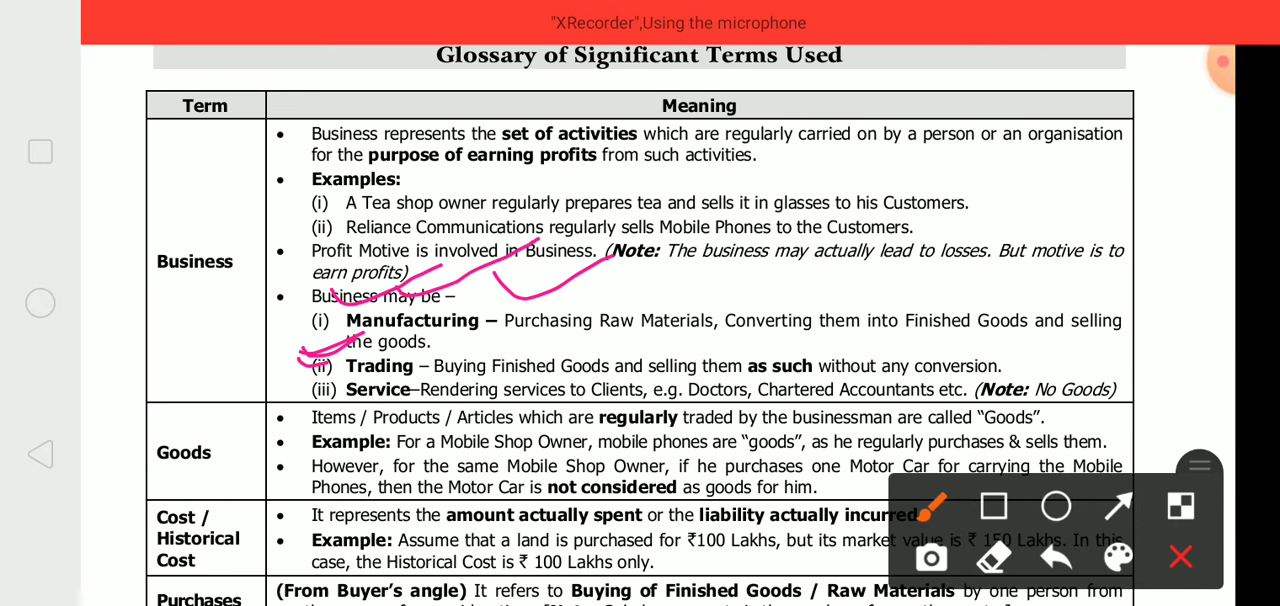 "XRecorder",Using the microphone
Glossary of Significant Terms Used
Term Meaning
Business
• Business represents the set of activities which are regularly carried on by a person or an organisation
for the purpose of earning profits from such activities.
• Examples:
(i) A Tea shop owner regularly prepares tea and sells it in glasses to his Customers.
(ii) Reliance Communications regularly sells Mobile Phones to the Customers.
• Profit Motive is involved in Business. (Note: The business may actually lead to losses. But motive is to
earn profits)
• Business may be –
(i) Manufacturing – Purchasing Raw Materials, Converting them into Finished Goods and selling
the goods.
(ii) Trading – Buying Finished Goods and selling them as such without any conversion.
(iii) Service–Rendering services to Clients, e.g. Doctors, Chartered Accountants etc. (Note: No Goods)
Goods
• Items / Products / Articles which are regularly traded by the businessman are called “Goods”.
• Example: For a Mobile Shop Owner, mobile phones are “goods”, as he regularly purchases & sells them.
• However, for the same Mobile Shop Owner, if he purchases one Motor Car for carrying the Mobile
Phones, then the Motor Car is not considered as goods for him.
Cost /
Historical
Cost
• It represents the amount actually spent or the liability actually incurred
• Example: Assume that a land is purchased for ₹100 Lakhs, but its market value is ₹ 150 Lakhs. In this
case, the Historical Cost is ₹ 100 Lakhs only.
Purchases
(From Buyer’s angle) It refers to Buying of Finished Goods / Raw Materials by one person from